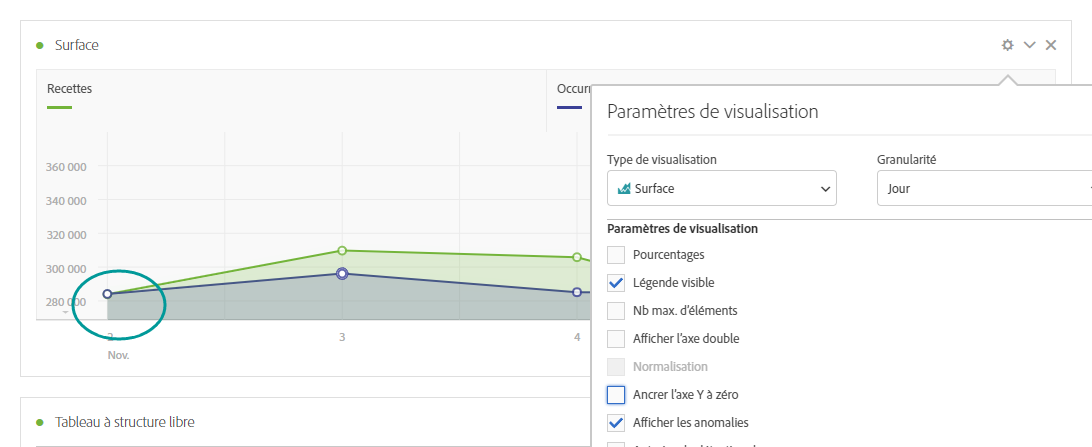 Surface
Recettes
Occurr
360 000
340 000
320 000
300 000
280 000
2
3
4
Nov.
Paramètres de visualisation
Type de visualisation
Granularité
Surface
Jour
Paramètres de visualisation
Pourcentages
Légende visible
Nb max. d'éléments
Afficher l'axe double
Normalisation
Ancrer l'axe Y à zéro
Afficher les anomalies
Tableau à structure libre